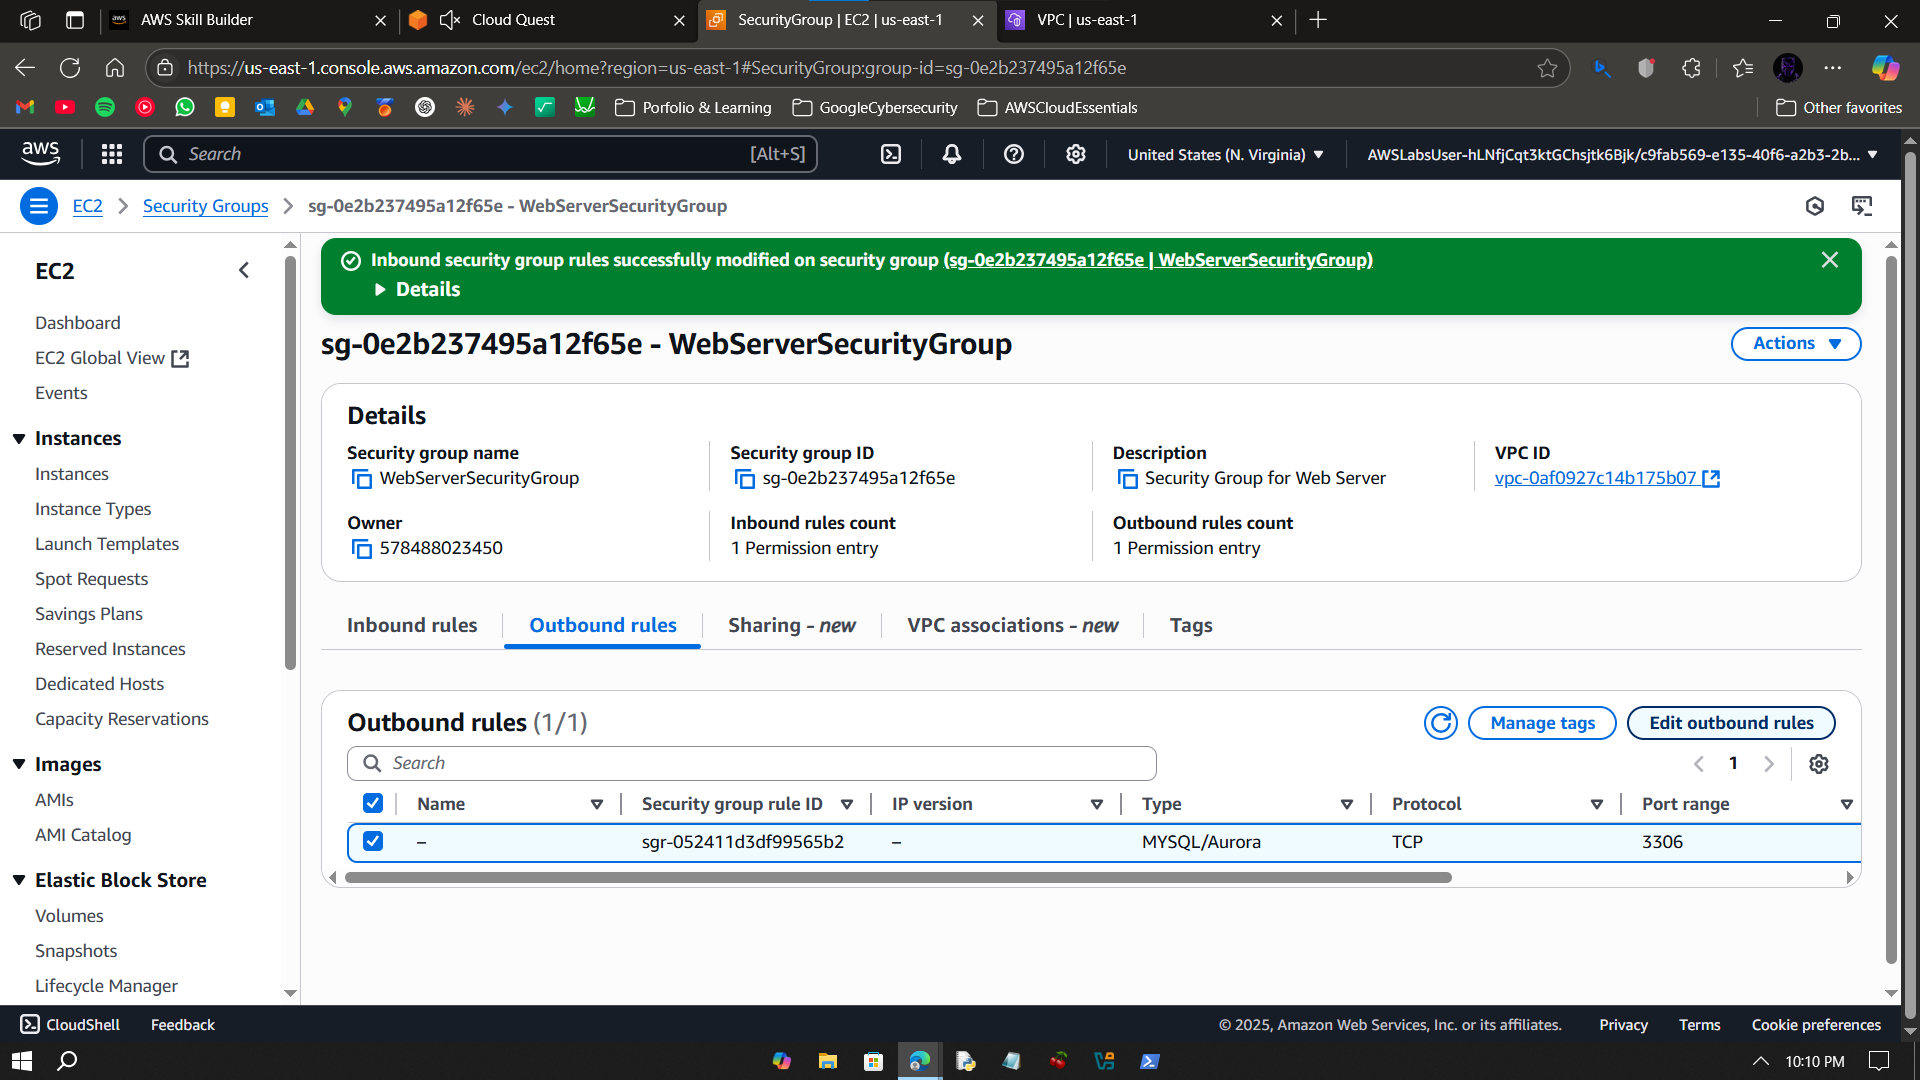 AWS Skill Builder
Cloud Quest
SecurityGroup | EC2 | us-east-1
VPC | us-east-1
https://us-east-1.console.aws.amazon.com/ec2/home?region=us-east-1#SecurityGroup:group-id=sg-0e2b237495a12f65e
Porfolio & Learning
GoogleCybersecurity
AWSCloudEssentials
Other favorites
aws
Search
[Alt+S]
United States (N. Virginia)
AWSLabsUser-hLNfjCqt3ktGChsjtk6Bjk/c9fab569-e135-40f6-a2b3-2b...
EC2
Security Groups
sg-0e2b237495a12f65e - WebServerSecurityGroup
EC2
Dashboard
EC2 Global View
Events
Instances
Instances
Instance Types
Launch Templates
Spot Requests
Savings Plans
Reserved Instances
Dedicated Hosts
Capacity Reservations
Images
AMIs
AMI Catalog
Elastic Block Store
Volumes
Snapshots
Lifecycle Manager
Inbound security group rules successfully modified on security group (sg-0e2b237495a12f65e | WebServerSecurityGroup)
Details
sg-0e2b237495a12f65e - WebServerSecurityGroup
Actions
Details
Security group name
WebServerSecurityGroup
Security group ID
sg-0e2b237495a12f65e
Description
Security Group for Web Server
VPC ID
vpc-0af0927c14b175b07
Owner
578488023450
Inbound rules count
1 Permission entry
Outbound rules count
1 Permission entry
Inbound rules
Outbound rules
Sharing - new
VPC associations - new
Tags
Outbound rules (1/1)
Manage tags
Edit outbound rules
Search
1
Name
Security group rule ID
IP version
Type
Protocol
Port range
–
sgr-052411d3df99565b2
–
MYSQL/Aurora
TCP
3306
CloudShell
Feedback
© 2025, Amazon Web Services, Inc. or its affiliates.
Privacy
Terms
Cookie preferences
10:10 PM